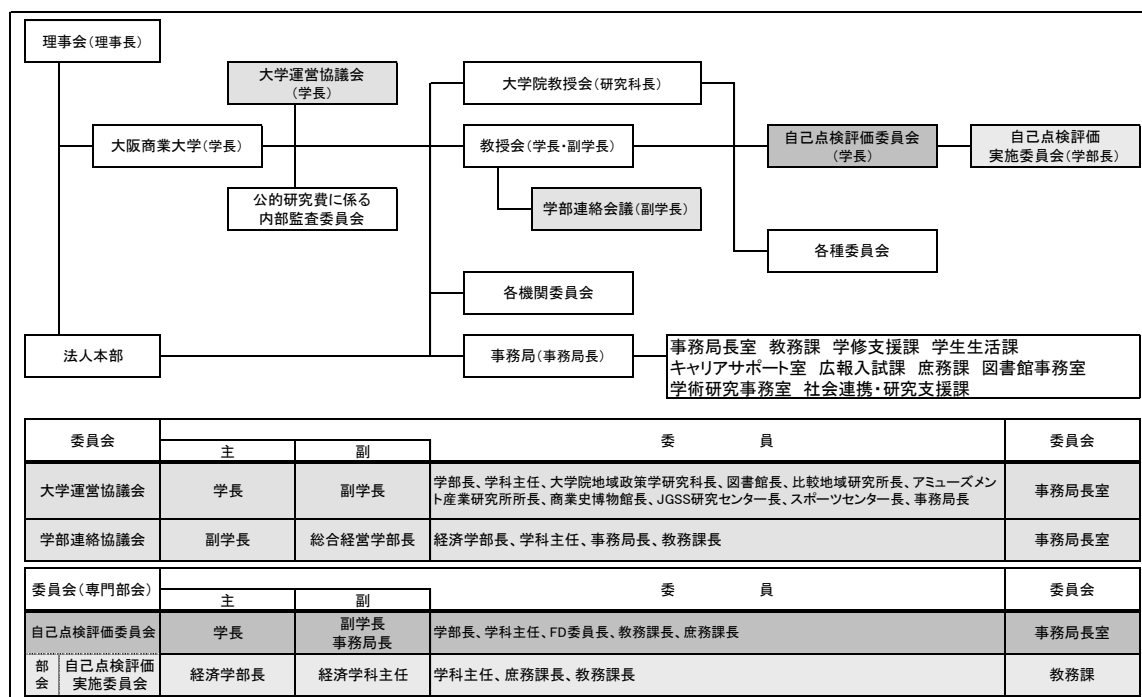 理事会(理事長)
大学運営協議会
(学長)
大学院教授会(研究科長)
大阪商業大学(学長)
教授会(学長・副学長)
自己点検評価委員会
(学長)
自己点検評価
実施委員会(学部長)
公的研究費に係る
内部監査委員会
学部連絡会議(副学長)
各種委員会
各機関委員会
法人本部
事務局(事務局長)
事務局長室 教務課 学修支援課 学生生活課
キャリアサポート室 広報入試課 庶務課 図書館事務室
学術研究事務室 社会連携・研究支援課
委員会 主 副 委 員 委員会
大学運営協議会 学長 副学長 学部長、学科主任、大学院地域政策学研究科長、図書館長、比較地域研究所長、アミューズメン
ト産業研究所所長、商業史博物館長、JGSS研究センター長、スポーツセンター長、事務局長 事務局長室
学部連絡協議会 副学長 総合経営学部長 経済学部長、学科主任、事務局長、教務課長 事務局長室
委員会(専門部会) 主 副 委 員 委員会
自己点検評価委員会 学長 副学長
事務局長 学部長、学科主任、FD委員長、教務課長、庶務課長 事務局長室
部会 自己点検評価
実施委員会 経済学部長 経済学科主任 学科主任、庶務課長、教務課長 教務課